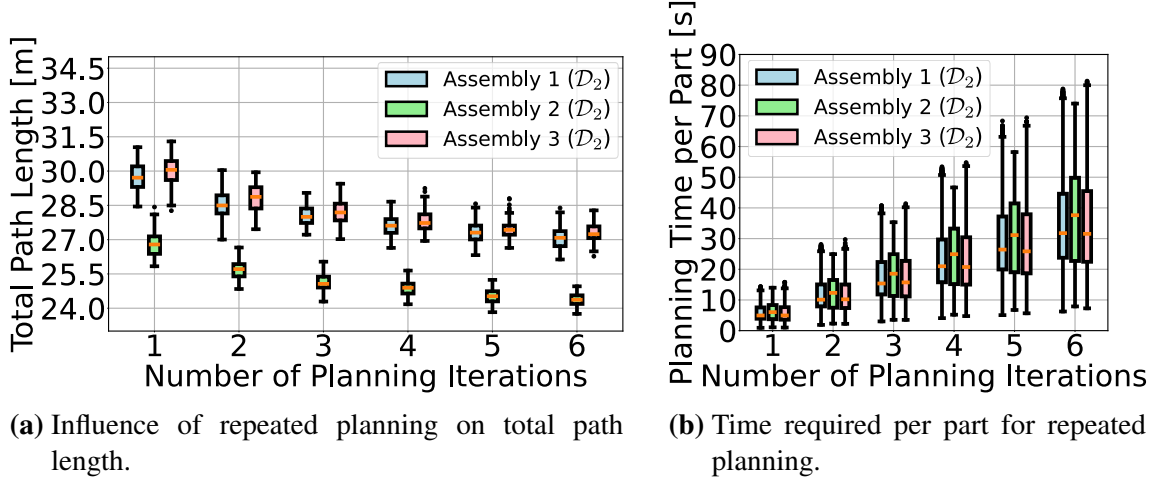 Total Path Length [m]
34.5
33.0
31.5
30.0
28.5
27.0
25.5
24.0
Assembly 1 (𝒟₂)
Assembly 2 (𝒟₂)
Assembly 3 (𝒟₂)
1 2 3 4 5 6
Number of Planning Iterations
(a) Influence of repeated planning on total path
length.
Planning Time per Part [s]
90
80
70
60
50
40
30
20
10
0
Assembly 1 (𝒟₂)
Assembly 2 (𝒟₂)
Assembly 3 (𝒟₂)
1 2 3 4 5 6
Number of Planning Iterations
(b) Time required per part for repeated
planning.